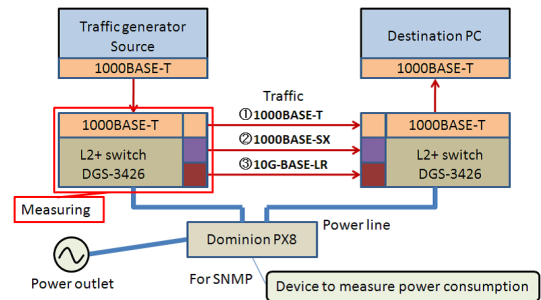 Traffic generator
Source
1000BASE-T
Destination PC
1000BASE-T
Traffic
①1000BASE-T
②1000BASE-SX
③10G-BASE-LR
1000BASE-T
L2+ switch
DGS-3426
1000BASE-T
L2+ switch
DGS-3426
Measuring
Power line
Dominion PX8
Power outlet
For SNMP
Device to measure power consumption